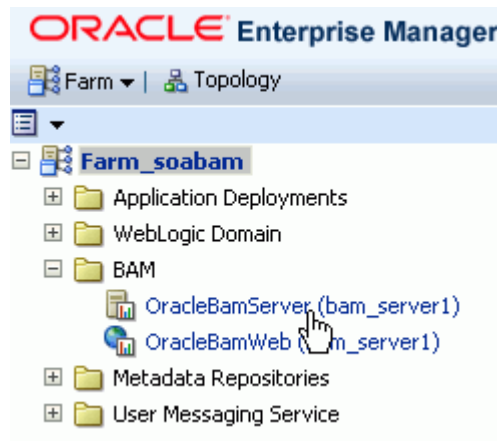 ORACLE Enterprise Manager
Farm | Topology
Farm_soabam
Application Deployments
WebLogic Domain
BAM
OracleBamServer (bam_server1)
OracleBamWeb ( m_server1)
Metadata Repositories
User Messaging Service